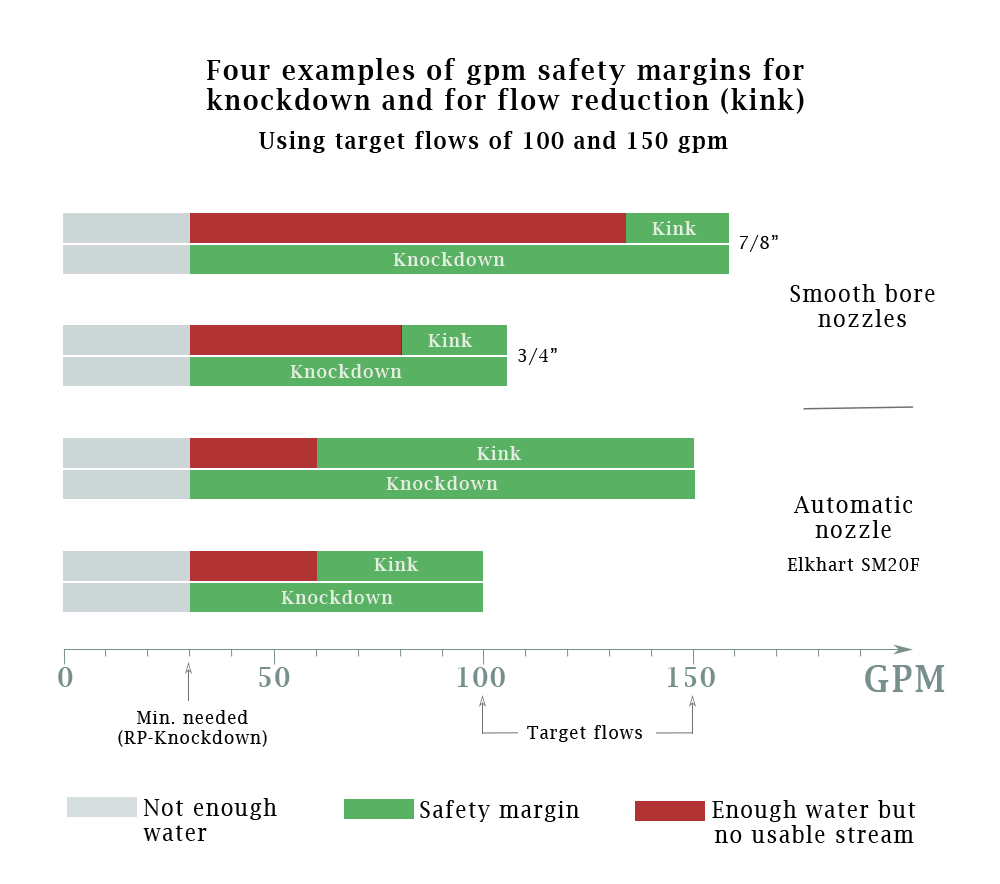 Four examples of gpm safety margins for
knockdown and for flow reduction (kink)
Using target flows of 100 and 150 gpm
Kink
7/8”
Knockdown
Smooth bore
nozzles
Kink
3/4”
Knockdown
Kink
Knockdown
Automatic
nozzle
Elkhart SM20F
Kink
Knockdown
0 50 100 150 GPM
Min. needed
(RP-Knockdown)
Target flows
Not enough
water
Safety margin
Enough water but
no usable stream